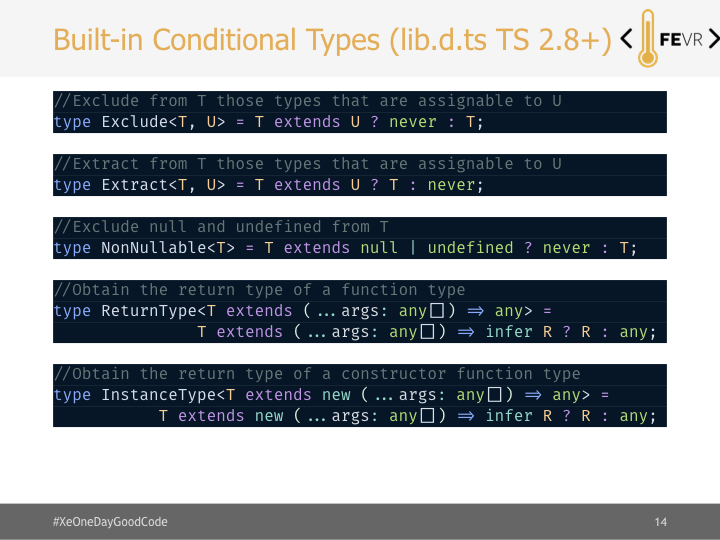 Built-in Conditional Types (lib.d.ts TS 2.8+)
< FEVR >
//Exclude from T those types that are assignable to U
type Exclude<T, U> = T extends U ? never : T;
//Extract from T those types that are assignable to U
type Extract<T, U> = T extends U ? T : never;
//Exclude null and undefined from T
type NonNullable<T> = T extends null | undefined ? never : T;
//Obtain the return type of a function type
type ReturnType<T extends (...args: any[]) => any> =
T extends (...args: any[]) => infer R ? R : any;
//Obtain the return type of a constructor function type
type InstanceType<T extends new (...args: any[]) => any> =
T extends new (...args: any[]) => infer R ? R : any;
#XeOneDayGoodCode
14